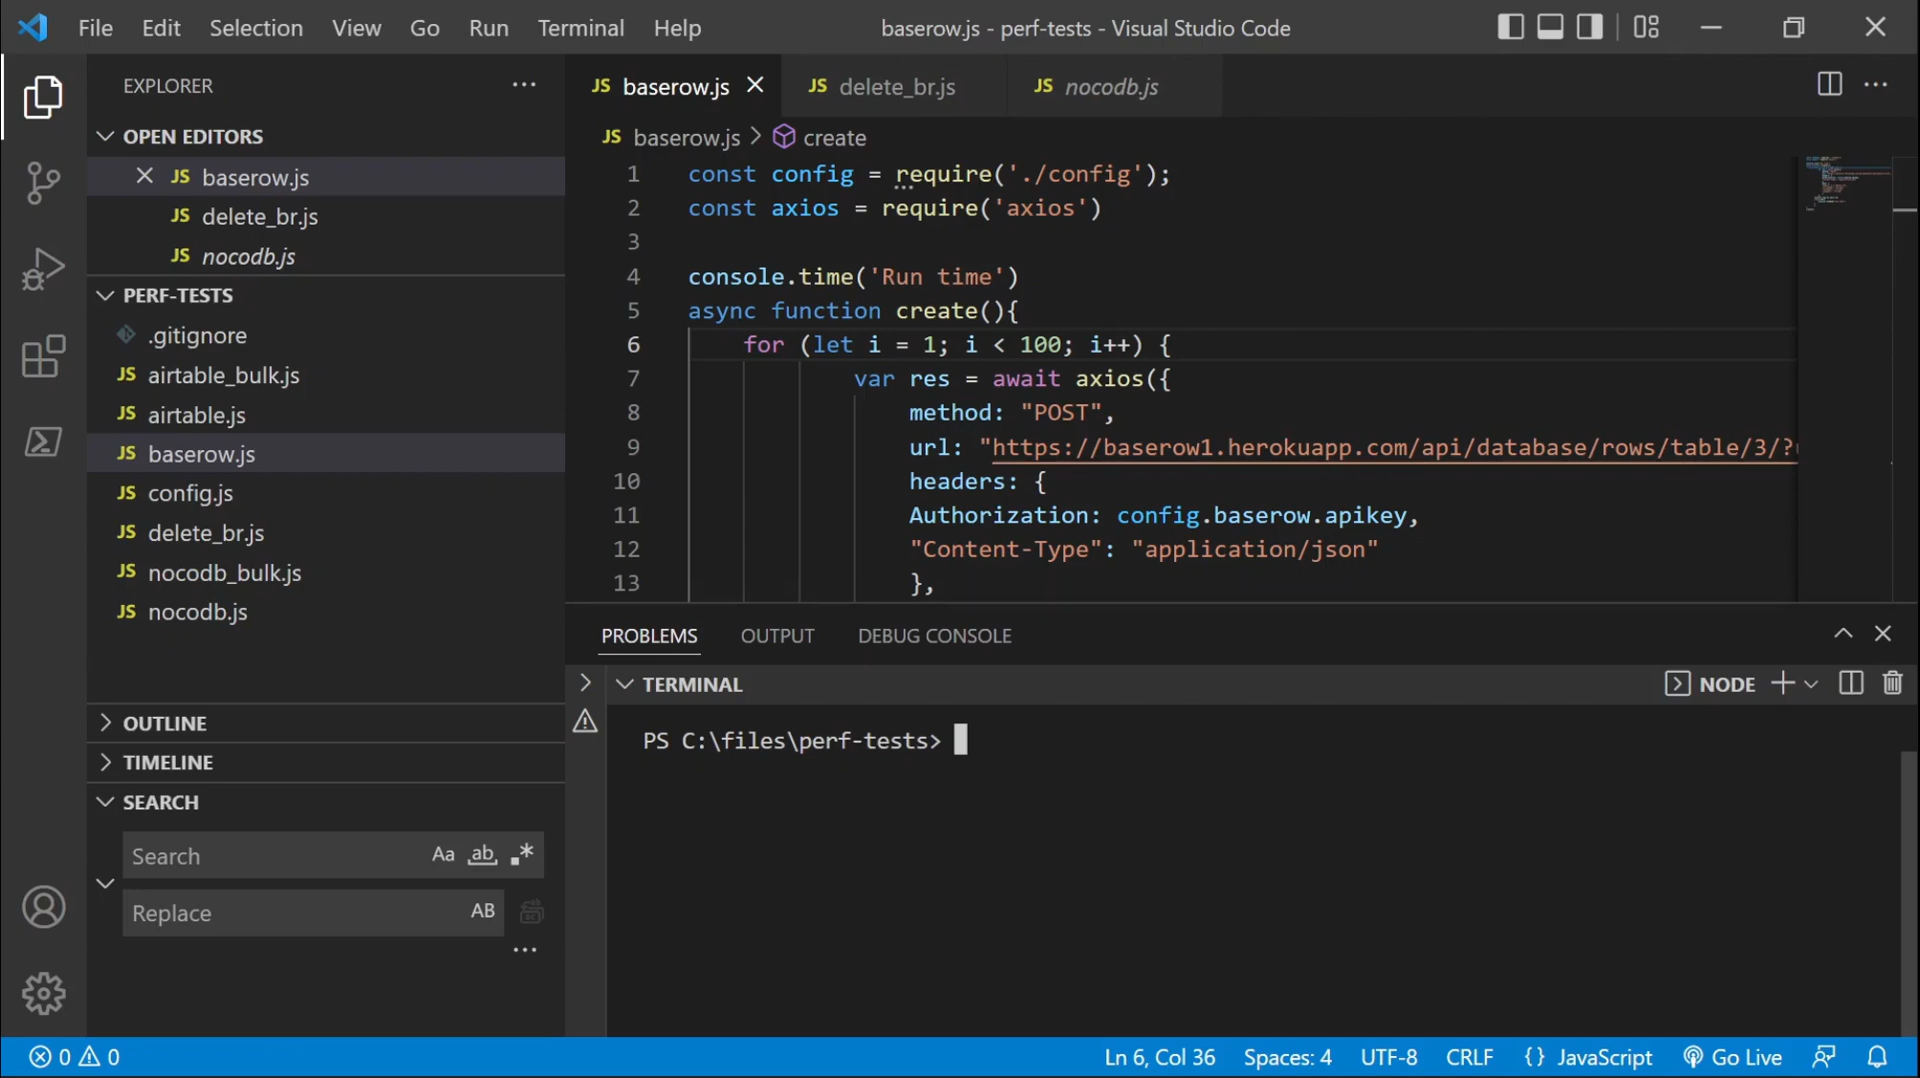 File Edit Selection View Go Run Terminal Help
baserow.js - perf-tests - Visual Studio Code
EXPLORER
OPEN EDITORS
JS baserow.js
JS delete_br.js
JS nocodb.js
PERF-TESTS
.gitignore
JS airtable_bulk.js
JS airtable.js
JS baserow.js
JS config.js
JS delete_br.js
JS nocodb_bulk.js
JS nocodb.js
OUTLINE
TIMELINE
SEARCH
Search Aa ab
Replace AB
JS baserow.js JS delete_br.js JS nocodb.js
JS baserow.js > create
1 const config = require('./config');
2 const axios = require('axios')
3
4 console.time('Run time')
5 async function create(){
6 for (let i = 1; i < 100; i++) {
7 var res = await axios({
8 method: "POST",
9 url: "https://baserow1.herokuapp.com/api/database/rows/table/3/?
10 headers: {
11 Authorization: config.baserow.apikey,
12 "Content-Type": "application/json"
13 },
PROBLEMS OUTPUT DEBUG CONSOLE
TERMINAL
NODE
PS C:\files\perf-tests>
0 0
Ln 6, Col 36 Spaces: 4 UTF-8 CRLF {} JavaScript Go Live